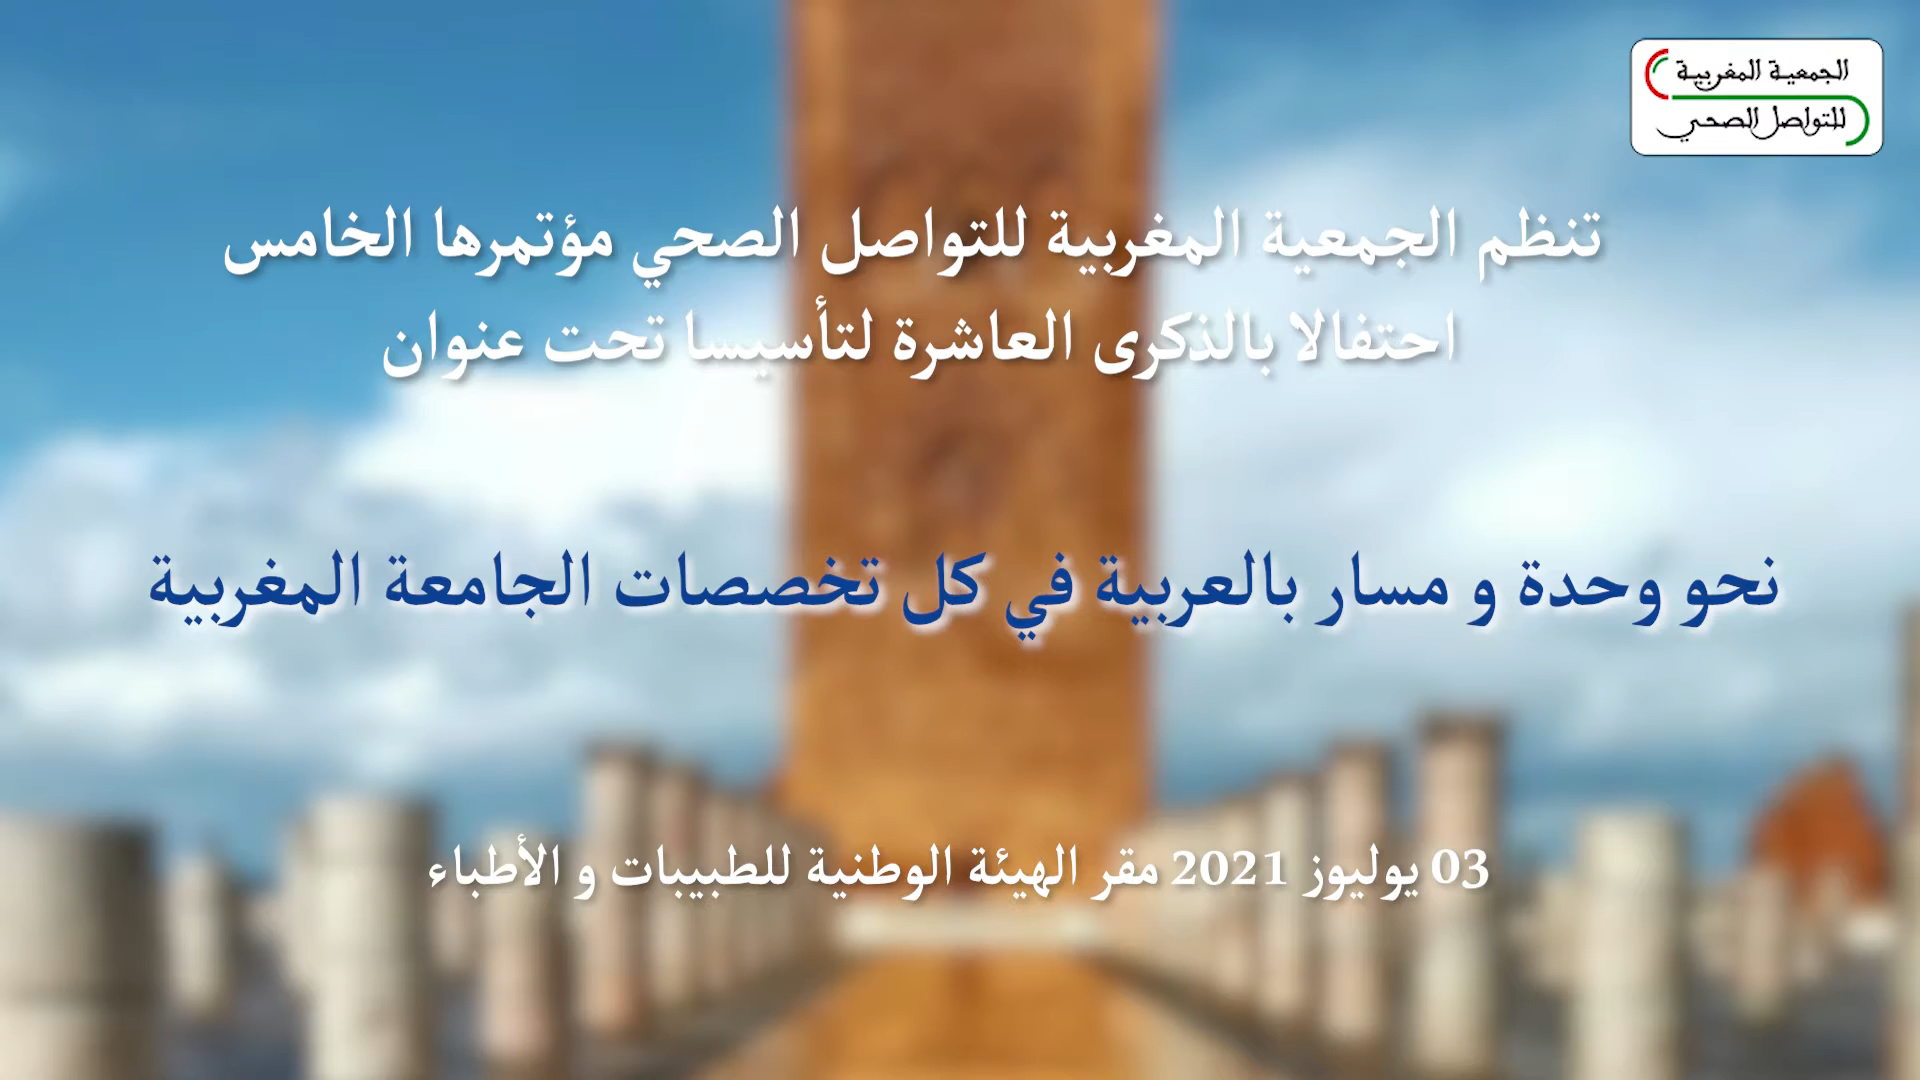 الجمعية المغربية
للتواصل الصحي
تنظم الجمعية المغربية للتواصل الصحي مؤتمرها الخامس
احتفالا بالذكرى العاشرة لتأسيسا تحت عنوان
نحو وحدة و مسار بالعربية في كل تخصصات الجامعة المغربية
03 يوليوز 2021 مقر الهيئة الوطنية للطبيبات و الأطباء